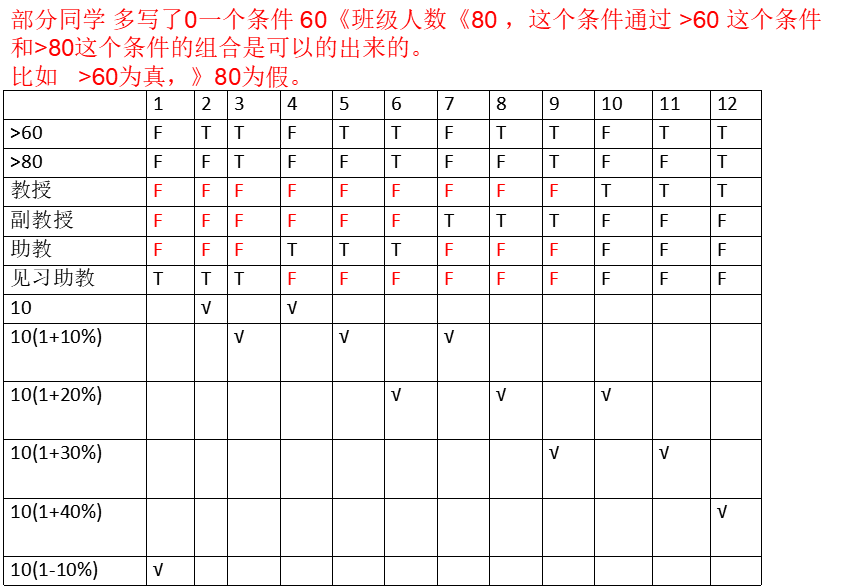 部分同学 多写了0一个条件 60《班级人数《80 ，这个条件通过 >60 这个条件
和>80这个条件的组合是可以的出来的。
比如 >60为真，》80为假。
1 2 3 4 5 6 7 8 9 10 11 12
>60 F T T F T T F T T F T T
>80 F F T F F T F F T F F T
教授 F F F F F F F F F T T T
副教授 F F F F F F T T T F F F
助教 F F F T T T F F F F F F
见习助教 T T T F F F F F F F F F
10 √ √
10(1+10%) √ √ √
10(1+20%) √ √ √
10(1+30%) √ √
10(1+40%) √
10(1-10%) √